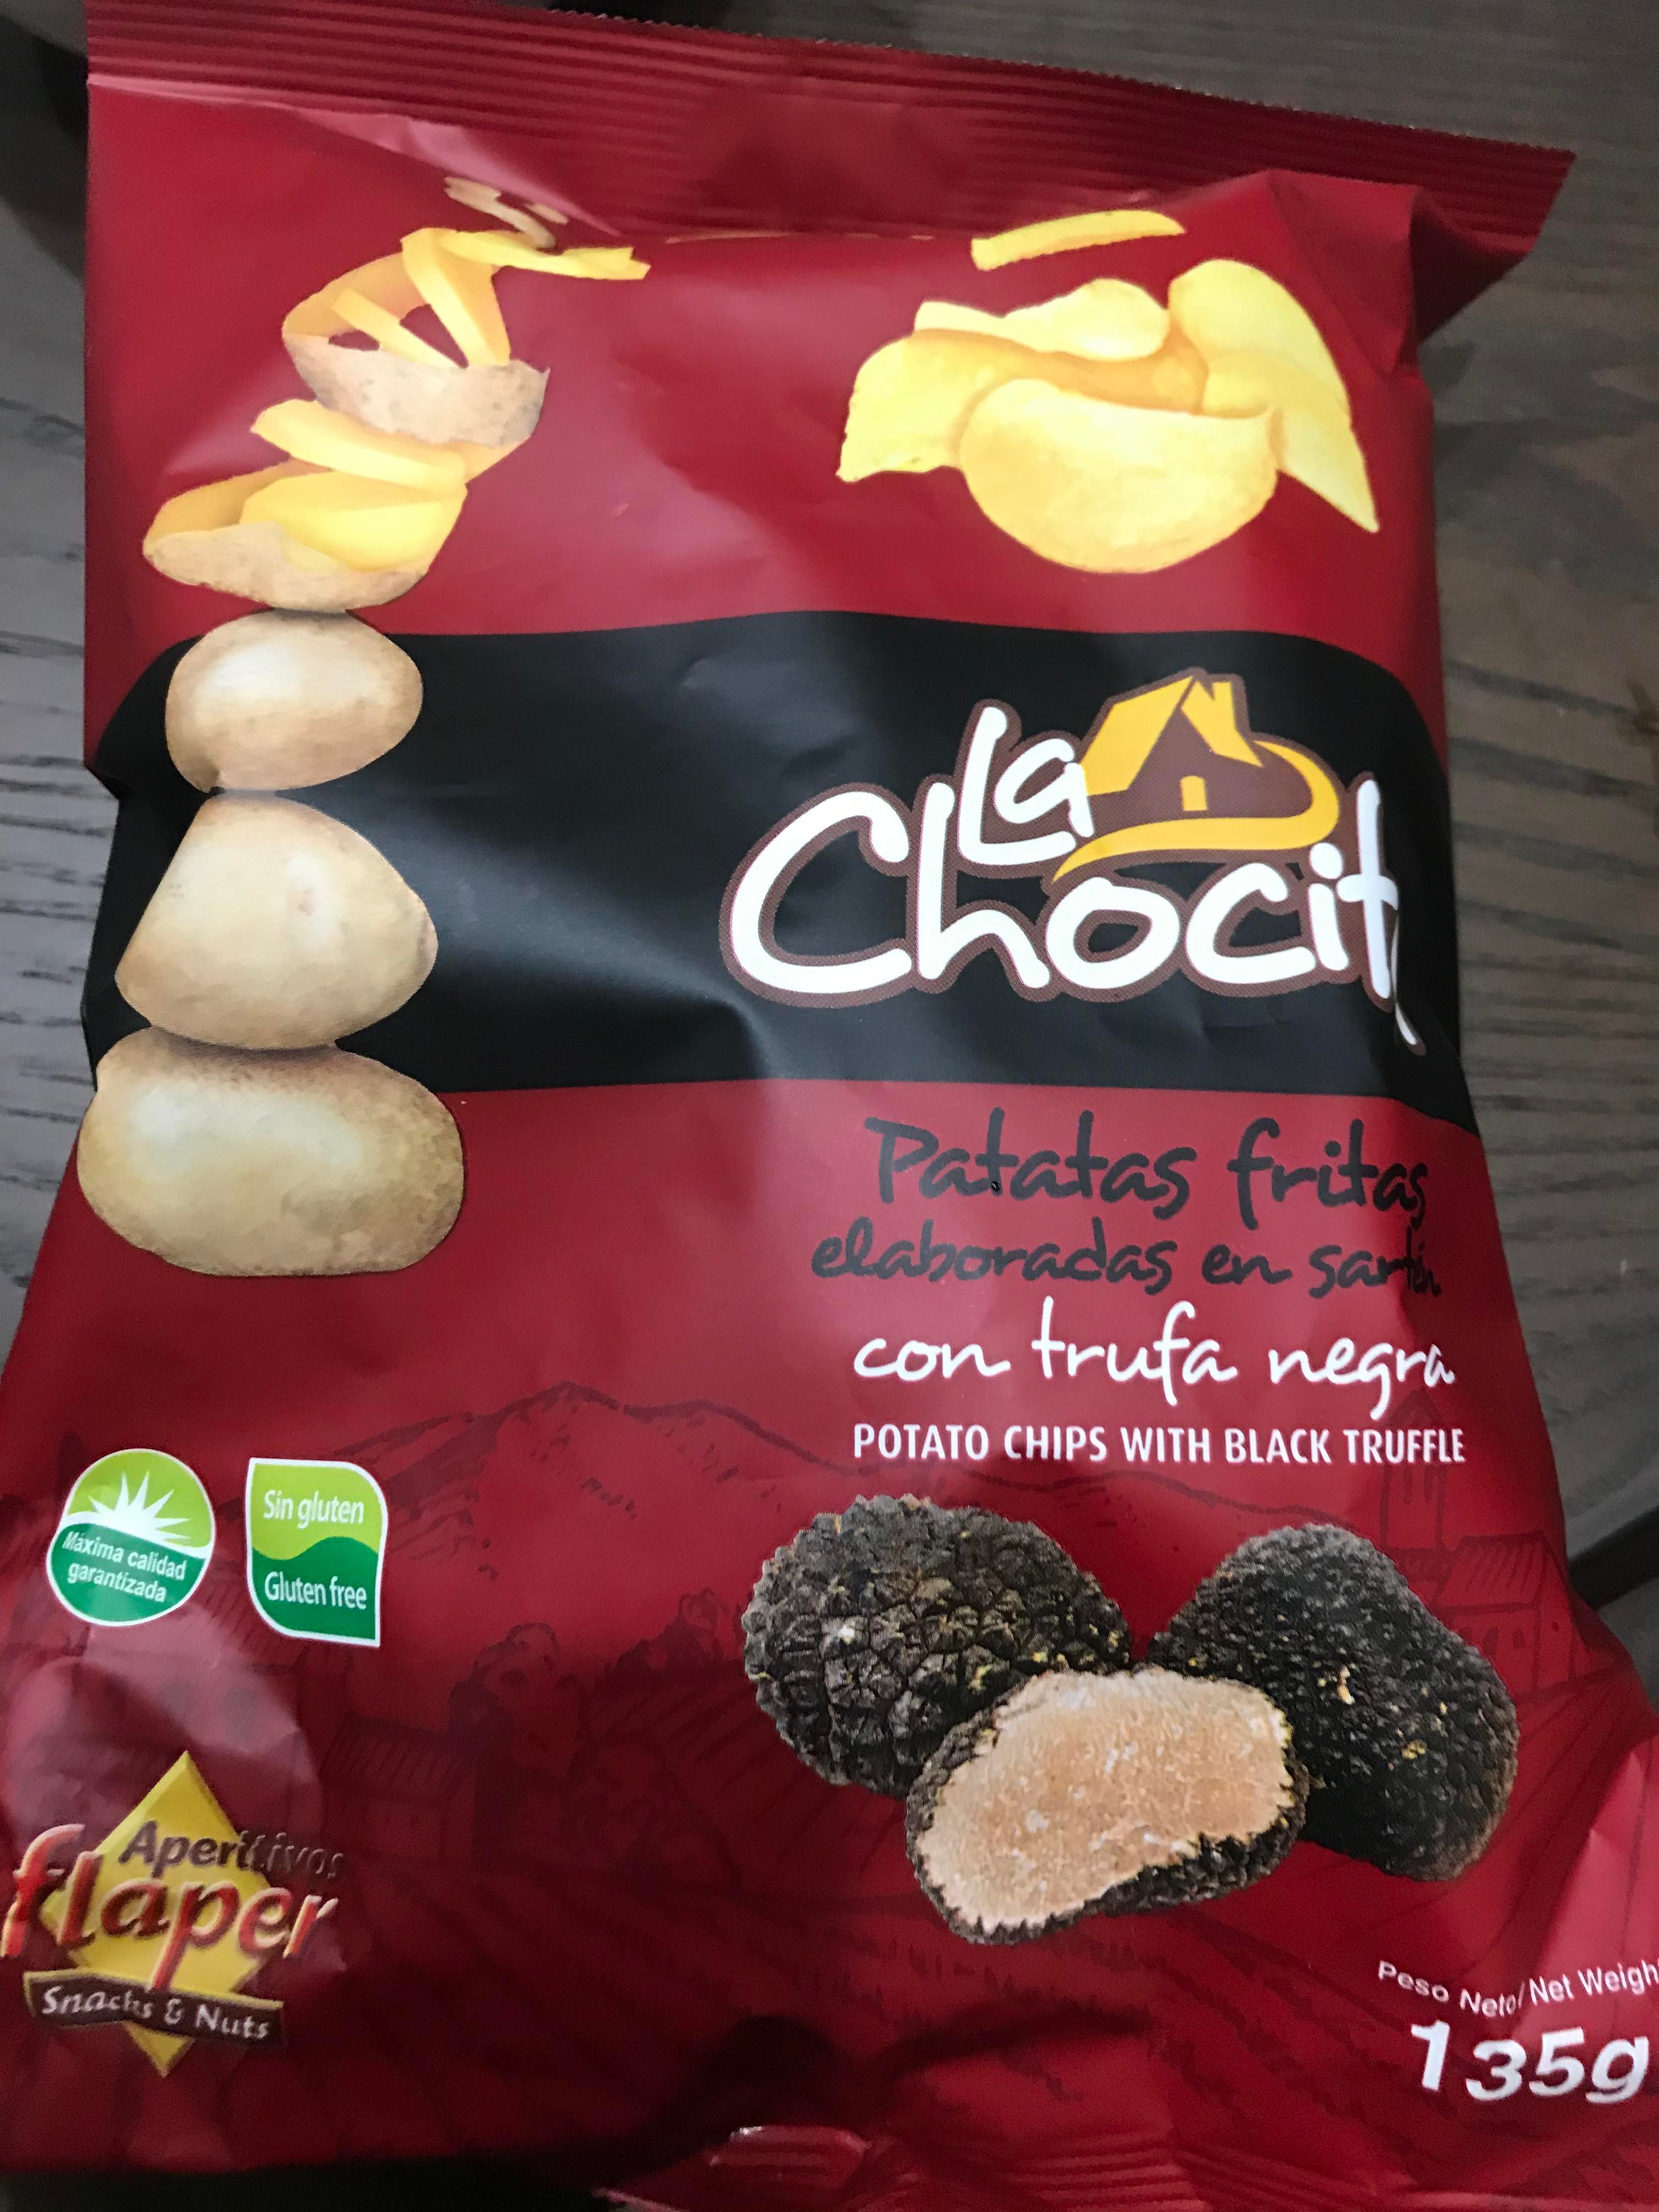 La
Chocit
Patatas fritas
elaboradas en sartén
con trufa negra
POTATO CHIPS WITH BLACK TRUFFLE
Máxima calidad
garantizada
Sin gluten
Gluten free
Aperitivos
flaper
Snacks & Nuts
Peso Neto/Net Weigh
135g